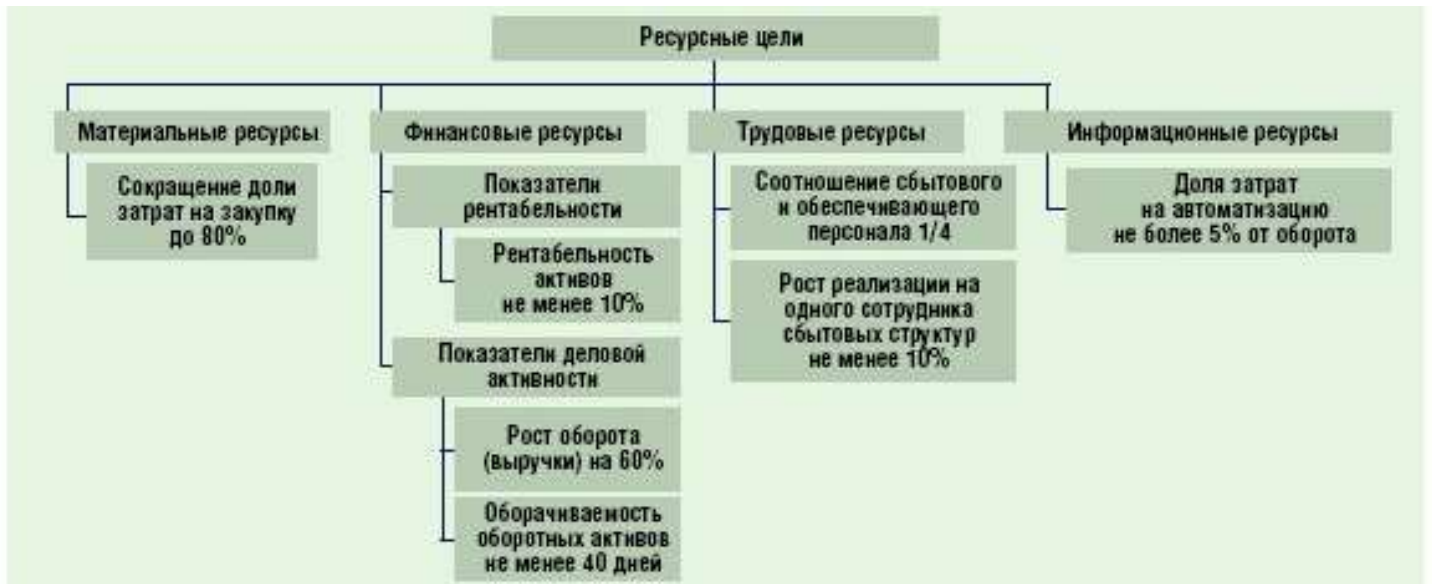 Ресурсные цели
Материальные ресурсы
Сокращение доли
затрат на закупку
до 80%
Финансовые ресурсы
Показатели
рентабельности
Рентабельность
активов
не менее 10%
Показатели деловой
активности
Рост оборота
(выручки) на 60%
Оборачиваемость
оборотных активов
не менее 40 дней
Трудовые ресурсы
Соотношение сбытового
и обеспечивающего
персонала 1/4
Рост реализации на
одного сотрудника
сбытовых структур
не менее 10%
Информационные ресурсы
Доля затрат
на автоматизацию
не более 5% от оборота